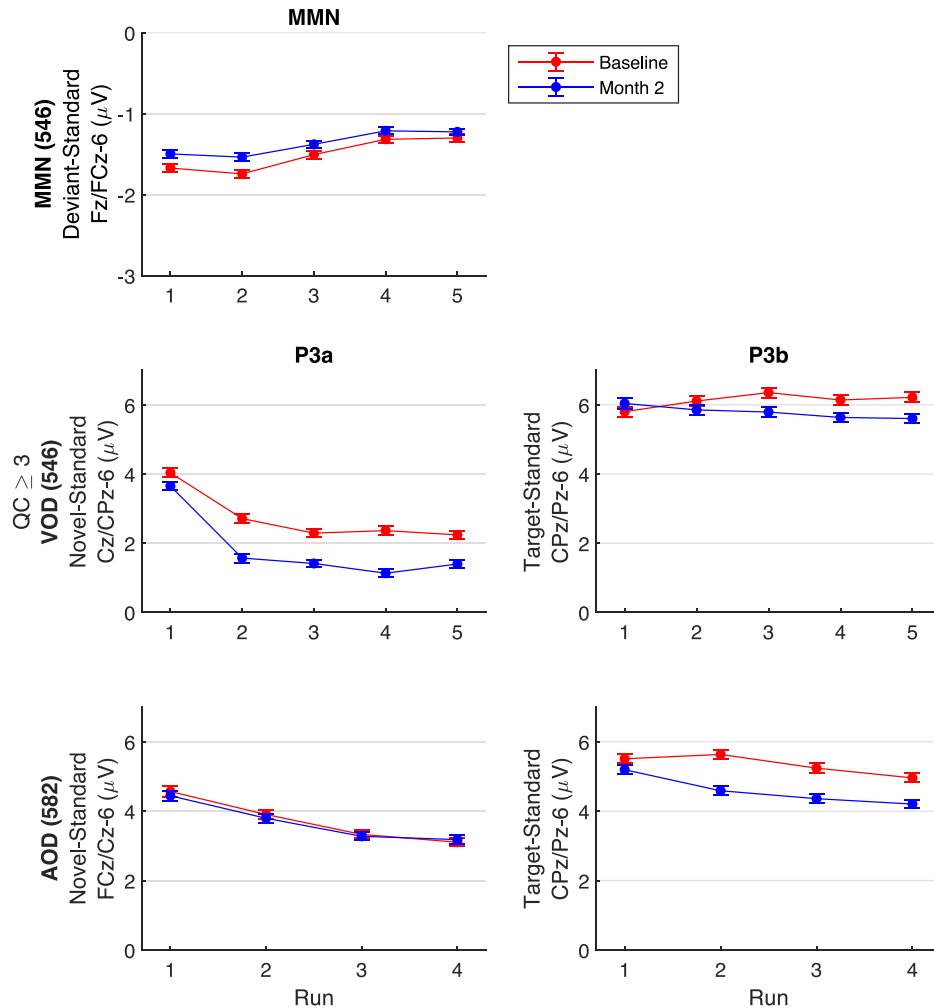 MMN
0
-1
-2
-3
MMN (546)
Deviant-Standard
Fz/FCz-6 (μV)
1 2 3 4 5
Baseline
Month 2
P3a
6
4
2
0
QC ≥ 3
VOD (546)
Novel-Standard
Cz/CPz-6 (μV)
1 2 3 4 5
P3b
6
4
2
0
Target-Standard
CPz/Pz-6 (μV)
1 2 3 4 5
6
4
2
0
AOD (582)
Novel-Standard
FCz/Cz-6 (μV)
1 2 3 4
Run
6
4
2
0
Target-Standard
CPz/Pz-6 (μV)
1 2 3 4
Run